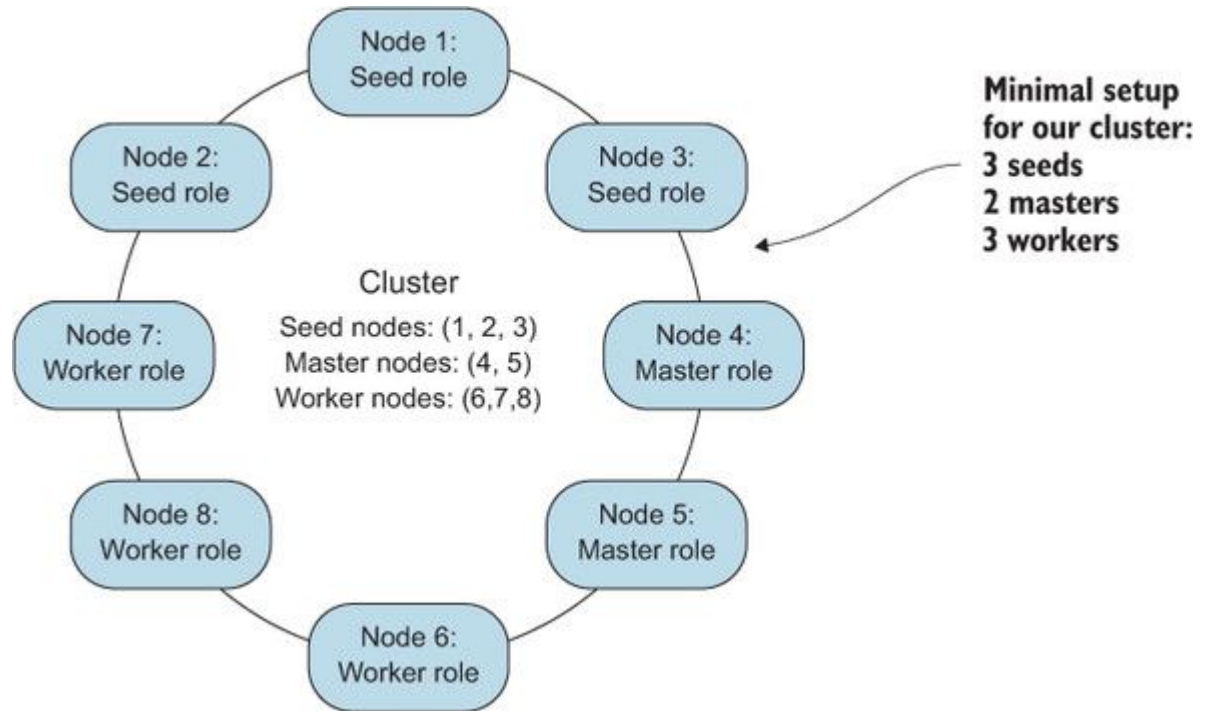 Node 1:
Seed role
Node 2:
Seed role
Node 3:
Seed role
Minimal setup
for our cluster:
3 seeds
2 masters
3 workers
Cluster
Seed nodes: (1, 2, 3)
Master nodes: (4, 5)
Worker nodes: (6,7,8)
Node 7:
Worker role
Node 4:
Master role
Node 8:
Worker role
Node 5:
Master role
Node 6:
Worker role